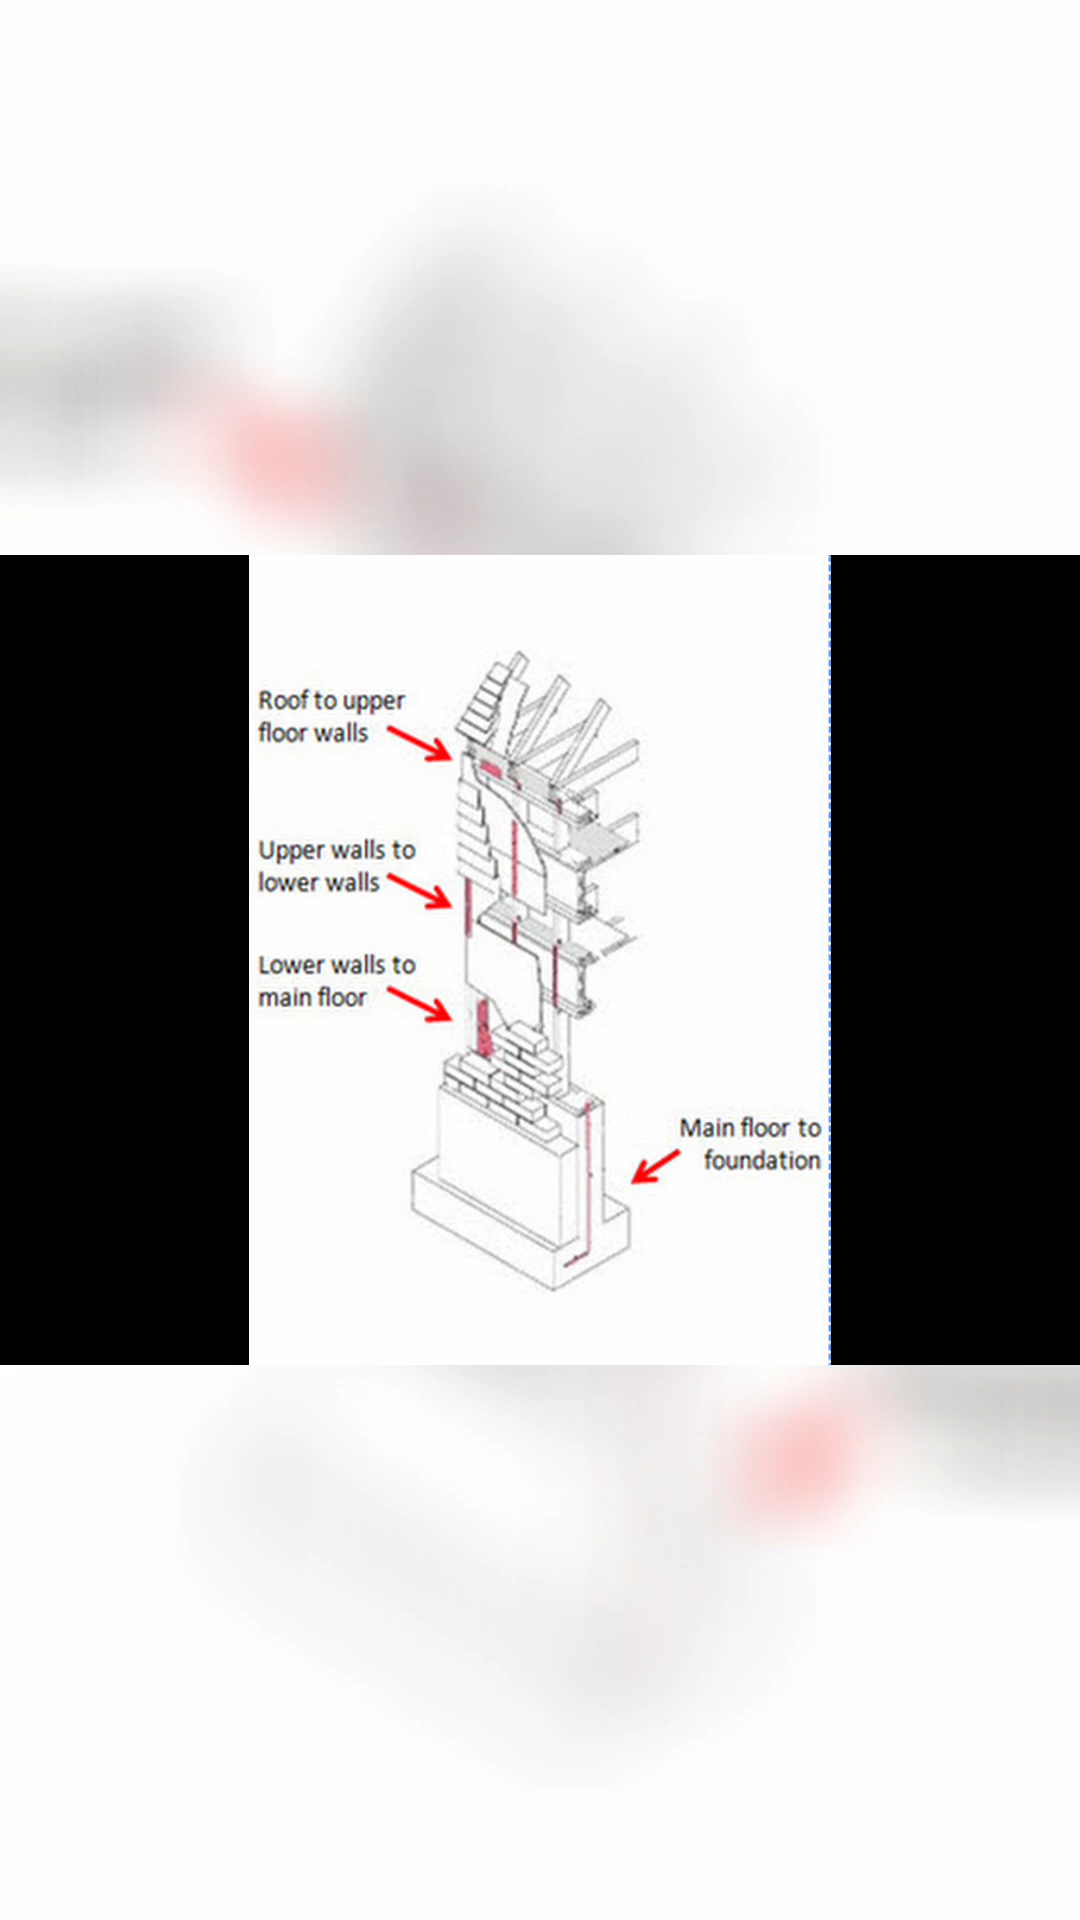 Roof to upper
floor walls
Upper walls to
lower walls
Lower walls to
main floor
Main floor to
foundation